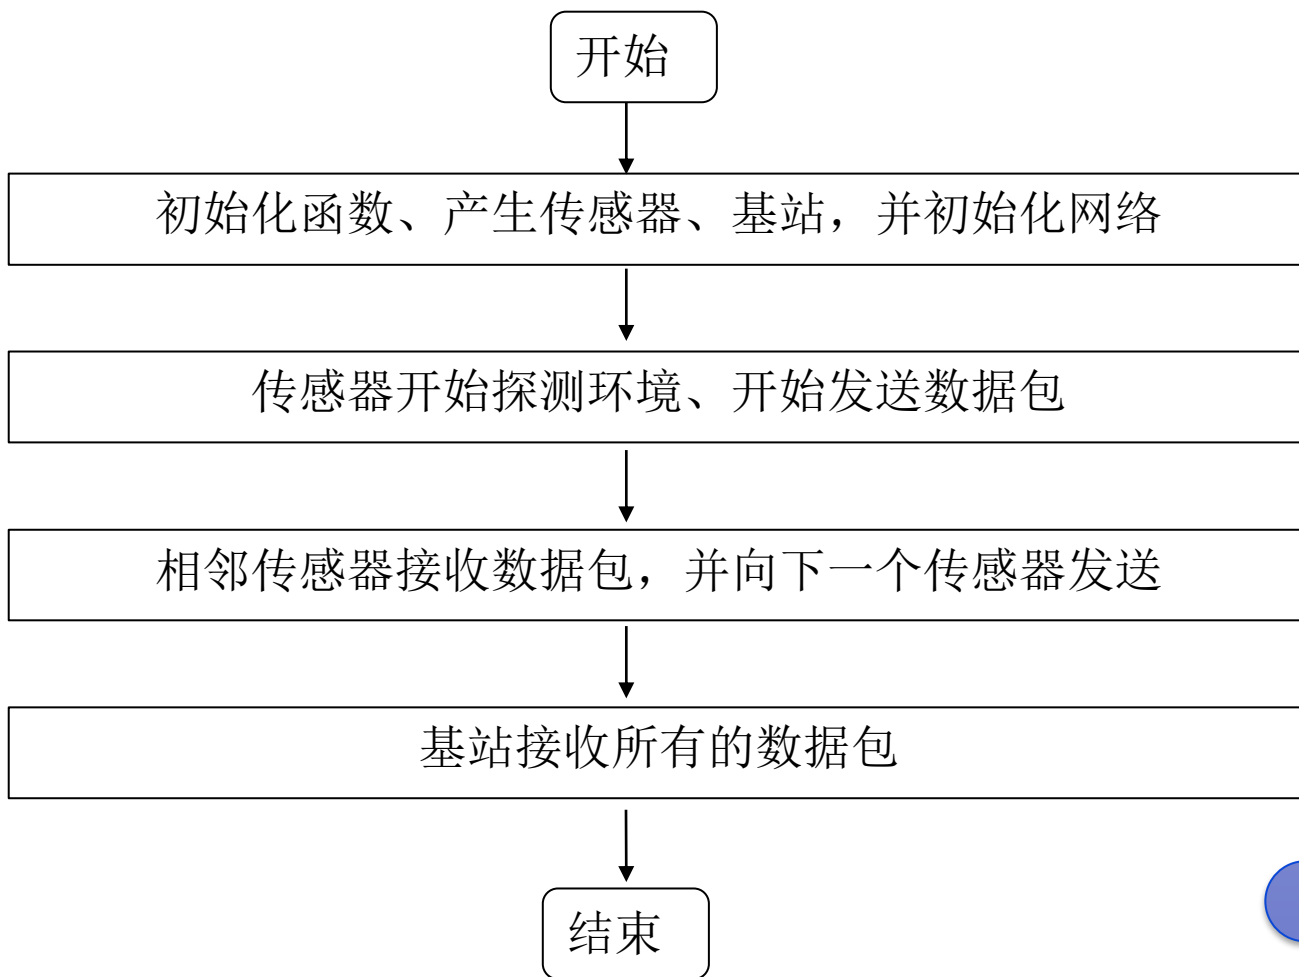 开始
初始化函数、产生传感器、基站，并初始化网络
传感器开始探测环境、开始发送数据包
相邻传感器接收数据包，并向下一个传感器发送
基站接收所有的数据包
结束